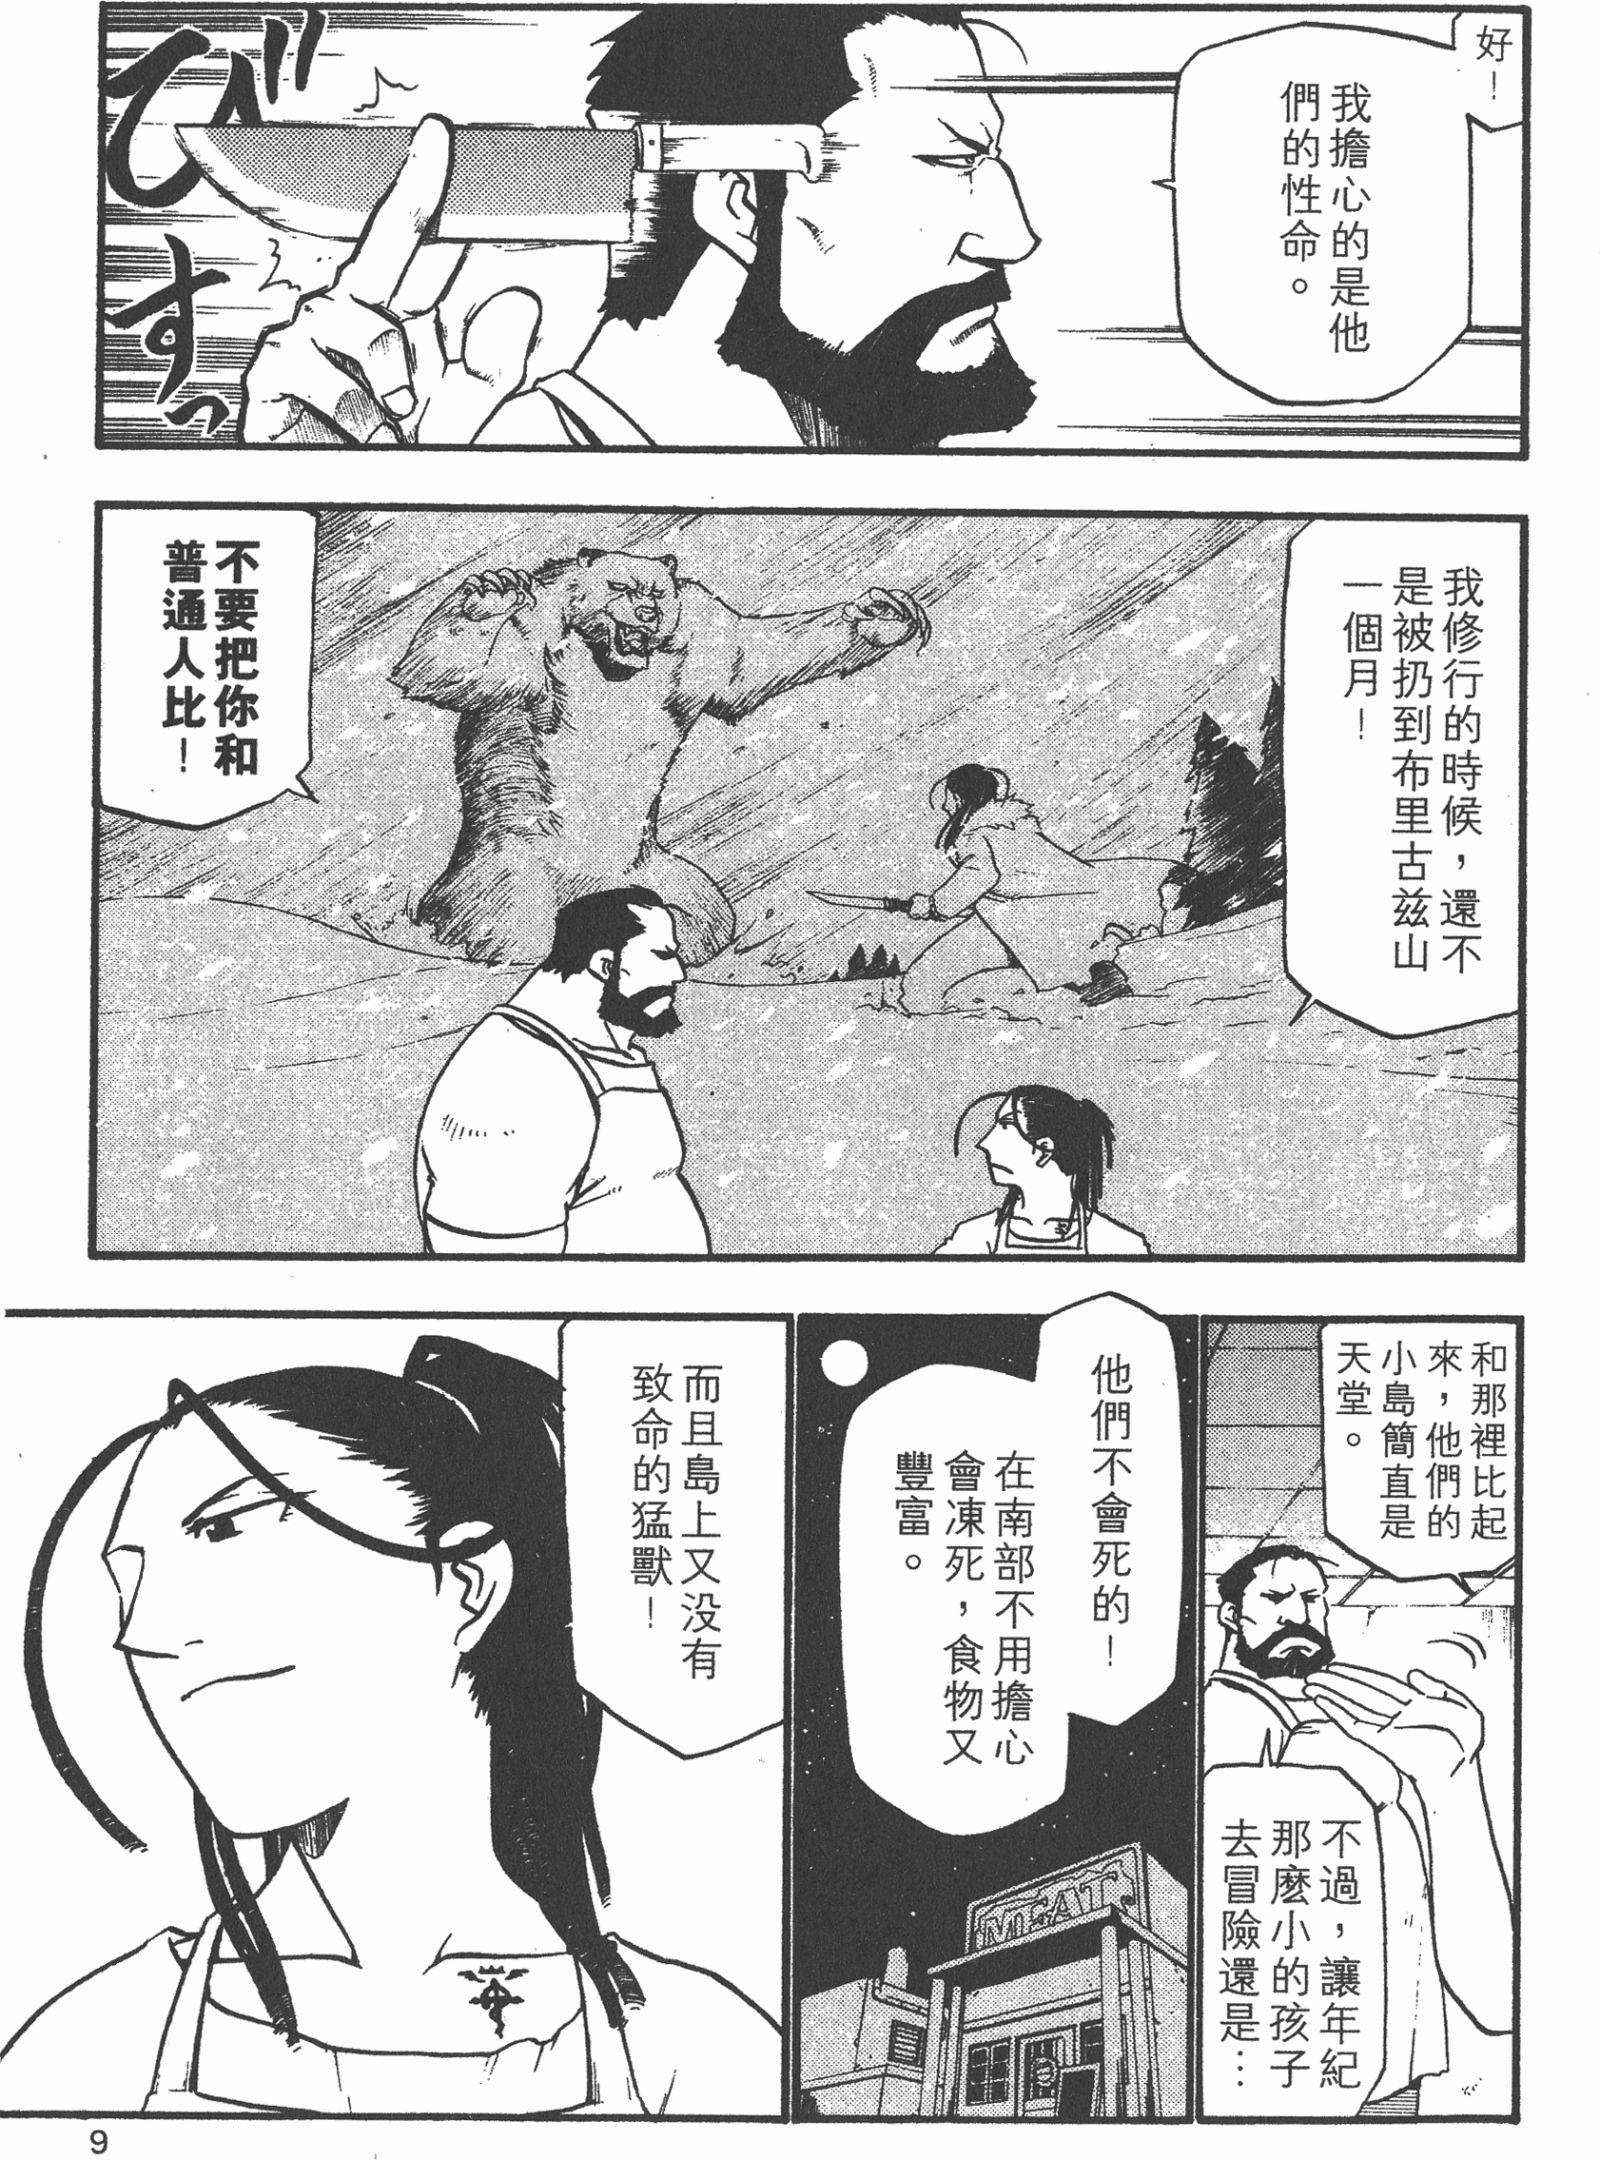 好！
我擔心的是他
們的性命。
びすっ
我修行的時候，還不
是被扔到布里古茲山
一個月！
不要把你和
普通人比！
和那裡比起
來，他們的
小島簡直是
天堂。
不過，讓年紀
那麼小的孩子
去冒險還是…
他們不會死的！
在南部不用擔心
會凍死，食物又
豐富。
MEAT
而且島上又没有
致命的猛獸！
9